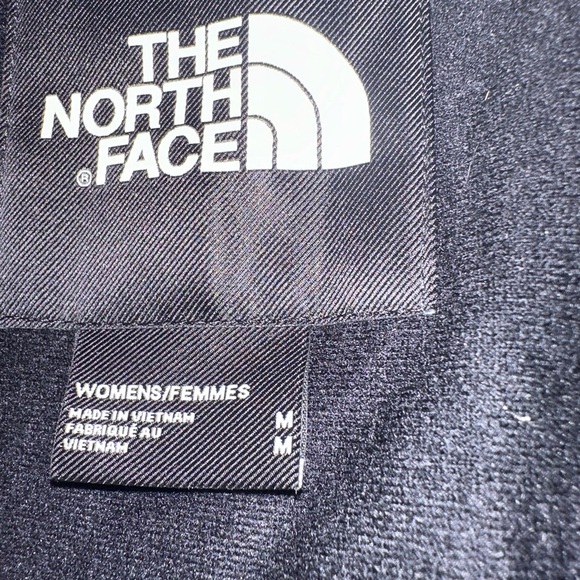 THE
NORTH
FACE
®
WOMENS/FEMMES
MADE IN VIETNAM M
FABRIQUÉ AU
VIETNAM M